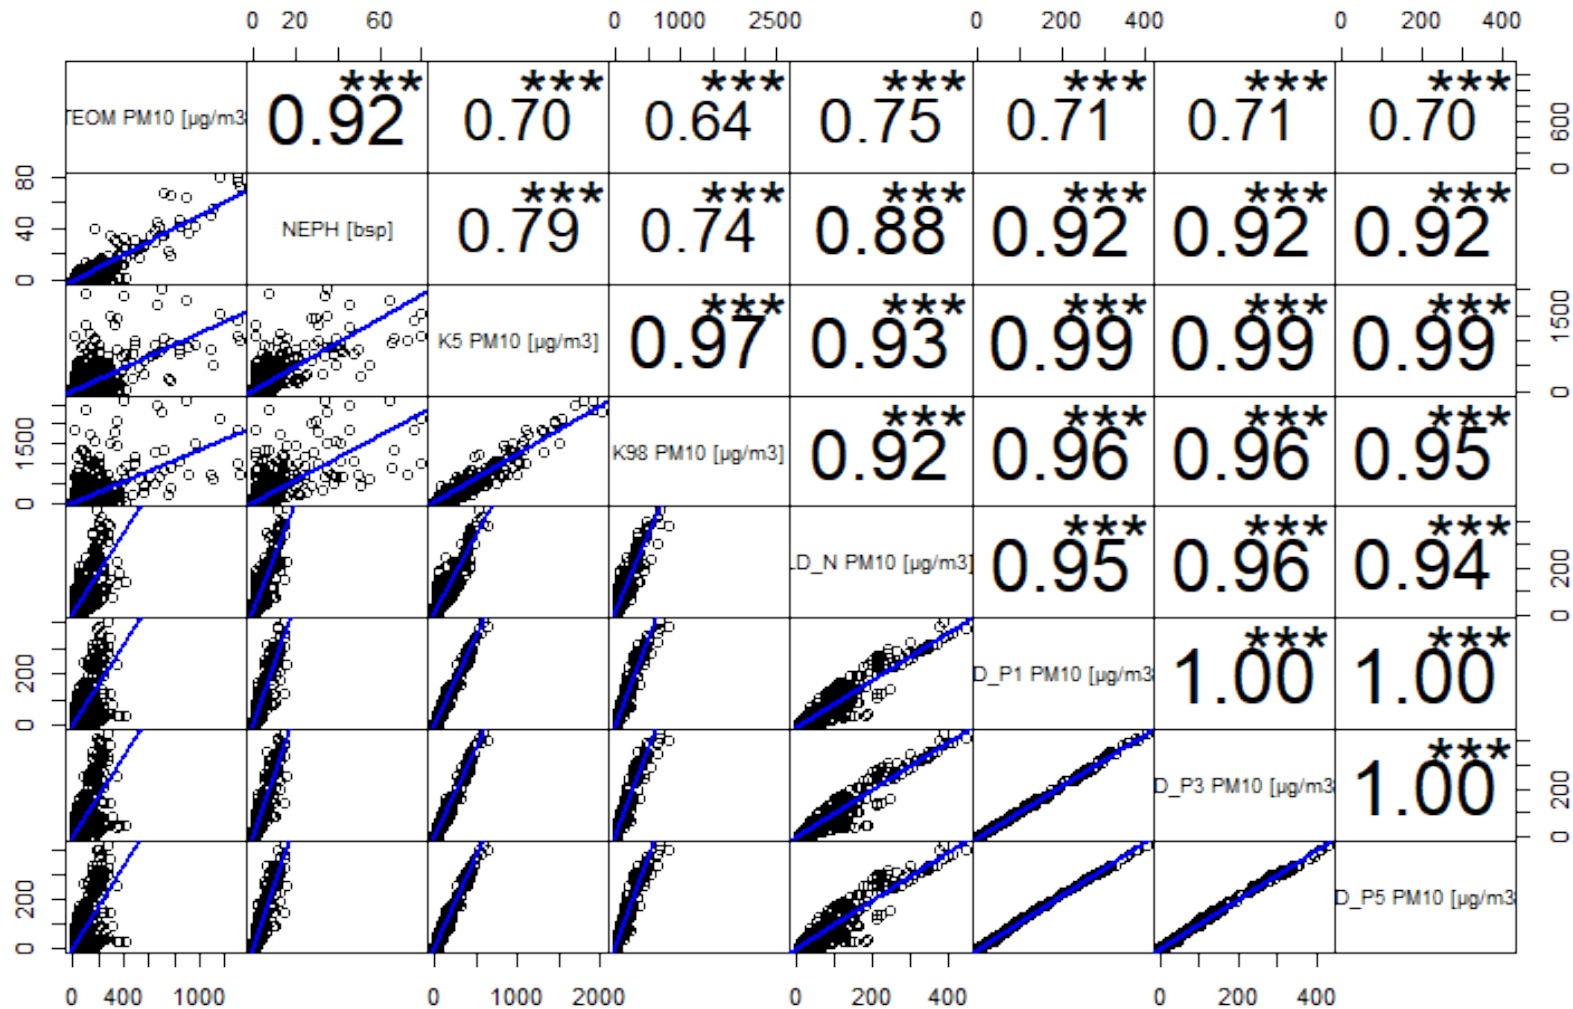 0 20 60 0 1000 2500 0 200 400 0 200 400
TEOM PM10 [µg/m3 0.92*** 0.70*** 0.64*** 0.75*** 0.71*** 0.71*** 0.70*** 0 600
0 40 80 NEPH [bsp] 0.79*** 0.74*** 0.88*** 0.92*** 0.92*** 0.92***
K5 PM10 [µg/m3] 0.97*** 0.93*** 0.99*** 0.99*** 0.99*** 0 1500
0 1500 K98 PM10 [µg/m3] 0.92*** 0.96*** 0.96*** 0.95***
LD_N PM10 [µg/m3] 0.95*** 0.96*** 0.94*** 0 200
0 200 D_P1 PM10 [µg/m3 1.00*** 1.00***
D_P3 PM10 [µg/m3 1.00*** 0 200
0 200 D_P5 PM10 [µg/m3
0 400 1000 0 1000 2000 0 200 400 0 200 400